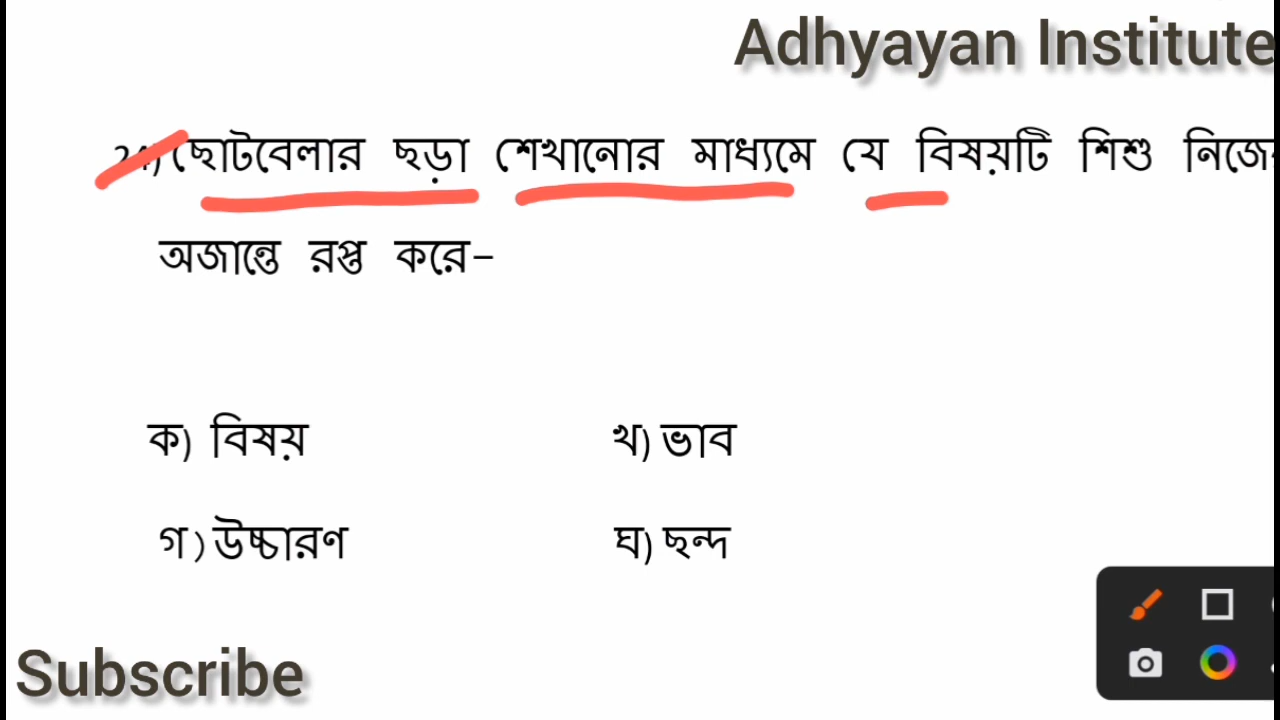 Adhyayan Institute
ছোটবেলার ছড়া শেখানোর মাধ্যমে যে বিষয়টি শিশু
অজান্তে রপ্ত করে-
ক) বিষয় খ) ভাব
গ) উচ্চারণ ঘ) ছন্দ
Subscribe